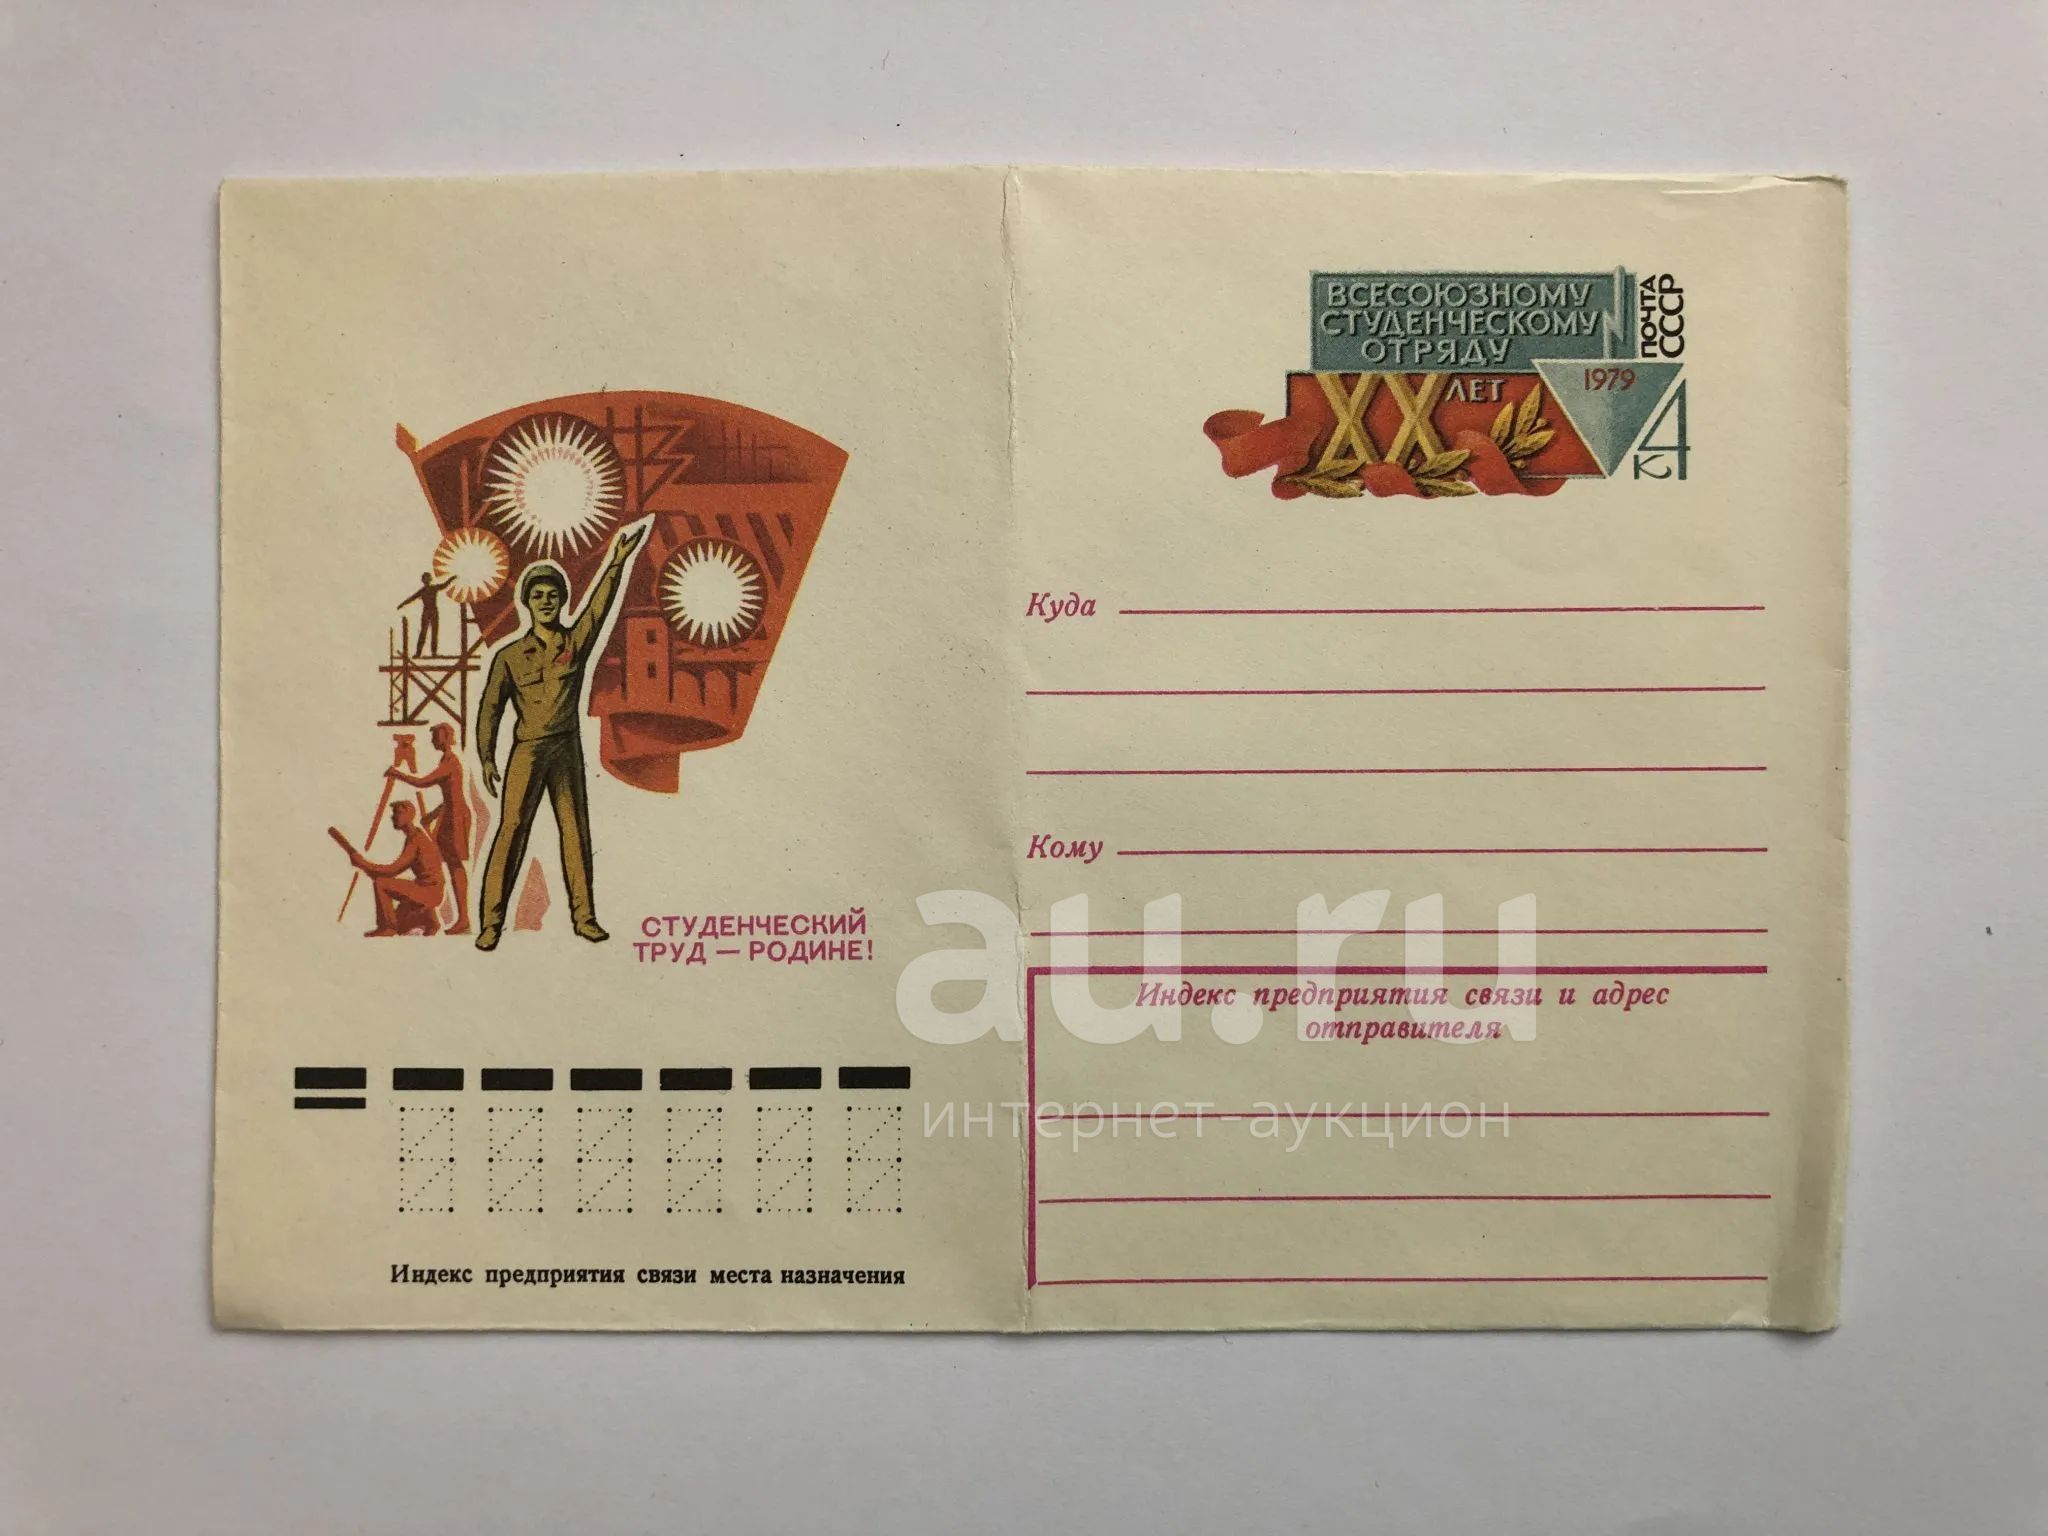 ВСЕСОЮЗНОМУ
СТУДЕНЧЕСКОМУ
ОТРЯДУ
XX ЛЕТ
ПОЧТА
СССР
1979
4
К
СТУДЕНЧЕСКИЙ
ТРУД — РОДИНЕ!
Куда
Кому
Индекс предприятия связи и адрес
отправителя
Индекс предприятия связи места назначения
au.ru
интернет-аукцион